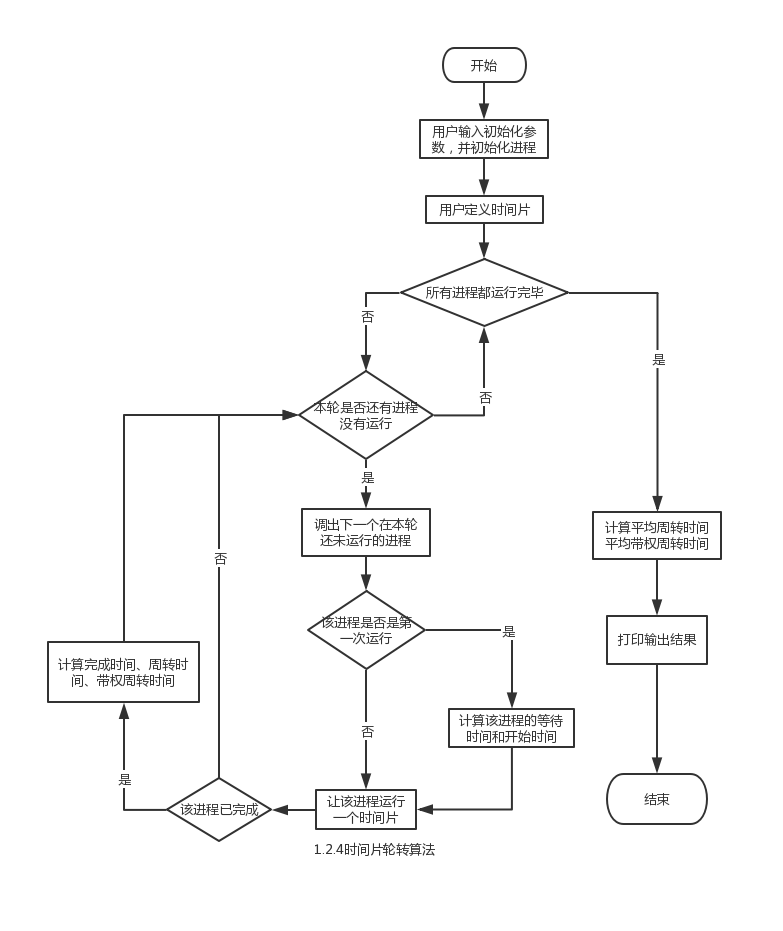 开始
用户输入初始化参
数，并初始化进程
用户定义时间片
所有进程都运行完毕
否
是
否
本轮是否还有进程
没有运行
是
调出下一个在本轮
还未运行的进程
计算平均周转时间
平均带权周转时间
否
该进程是否是第
一次运行
是
打印输出结果
计算完成时间、周转时
间、带权周转时间
计算该进程的等待
时间和开始时间
否
是
让该进程运行
一个时间片
该进程已完成
结束
1.2.4时间片轮转算法